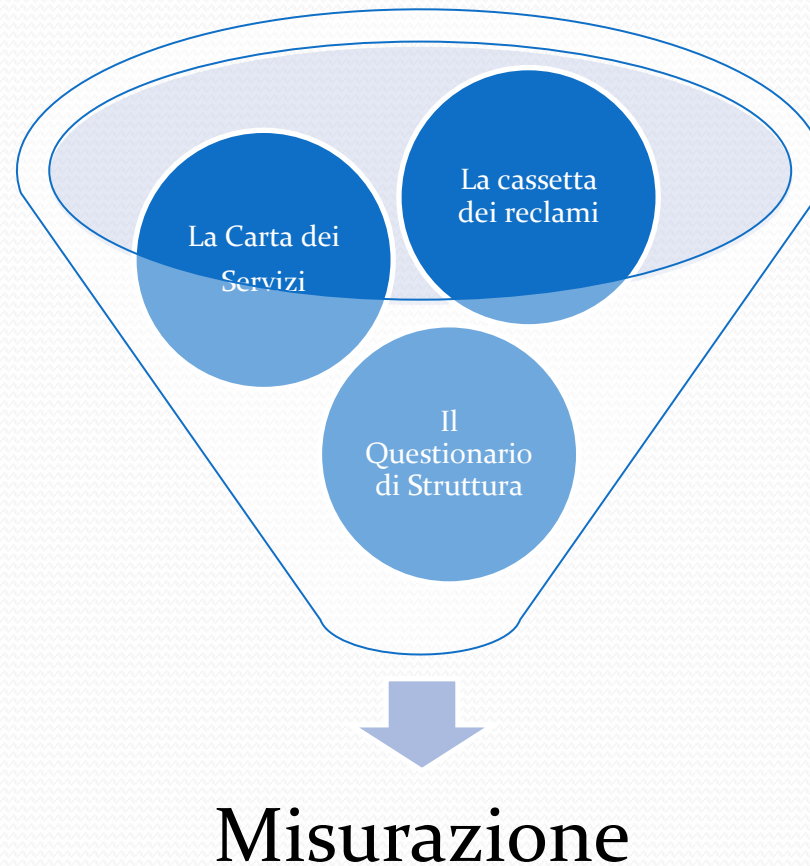 La Carta dei
Servizi
La cassetta
dei reclami
Il
Questionario
di Struttura
Misurazione